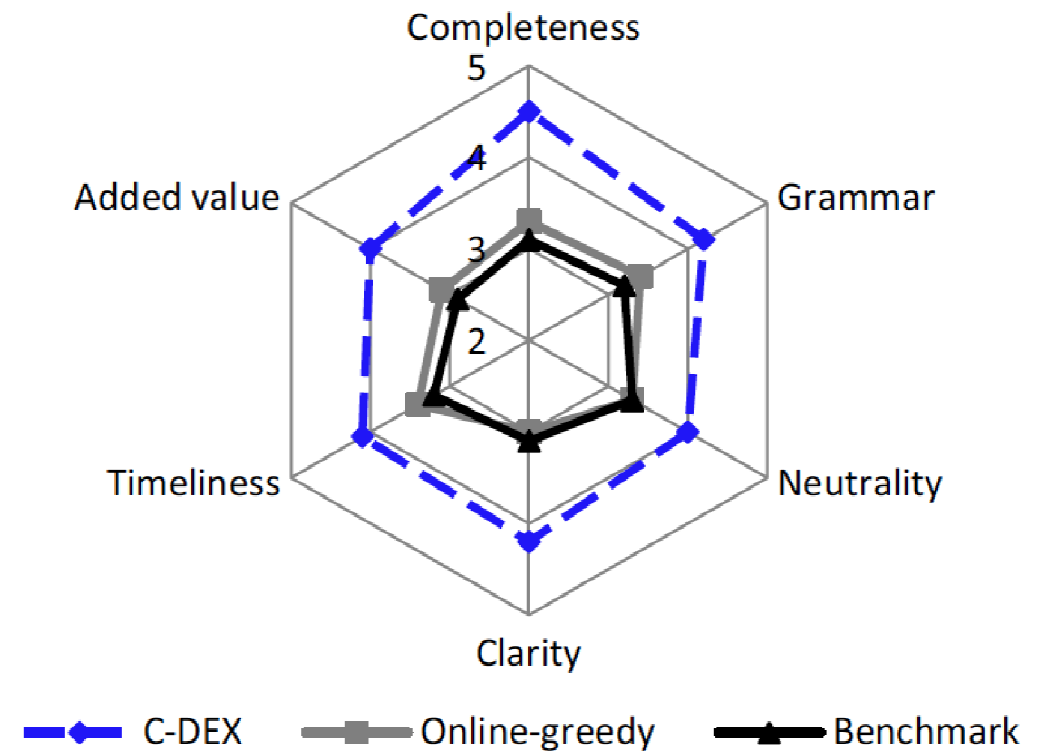 Completeness
5
4
Added value
Grammar
3
2
Timeliness
Neutrality
Clarity
C-DEX Online-greedy Benchmark